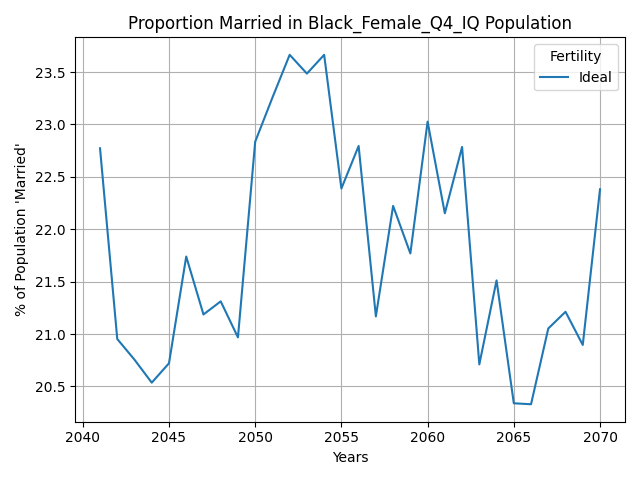 Proportion Married in Black_Female_Q4_IQ Population
Fertility
Ideal
% of Population 'Married'
23.5
23.0
22.5
22.0
21.5
21.0
20.5
2040 2045 2050 2055 2060 2065 2070
Years